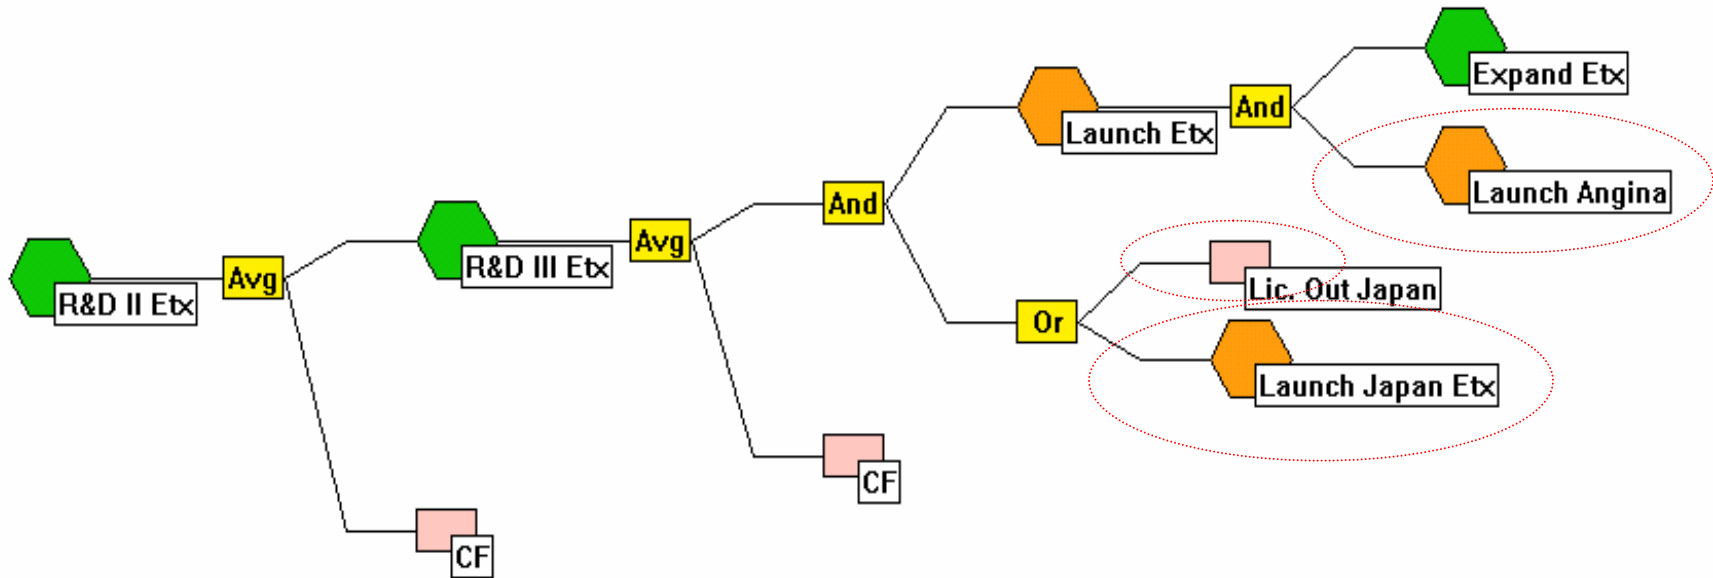 R&D II Etx
Avg
R&D III Etx
Avg
And
Launch Etx
And
Expand Etx
Launch Angina
Or
Lic. Out Japan
Launch Japan Etx
CF
CF